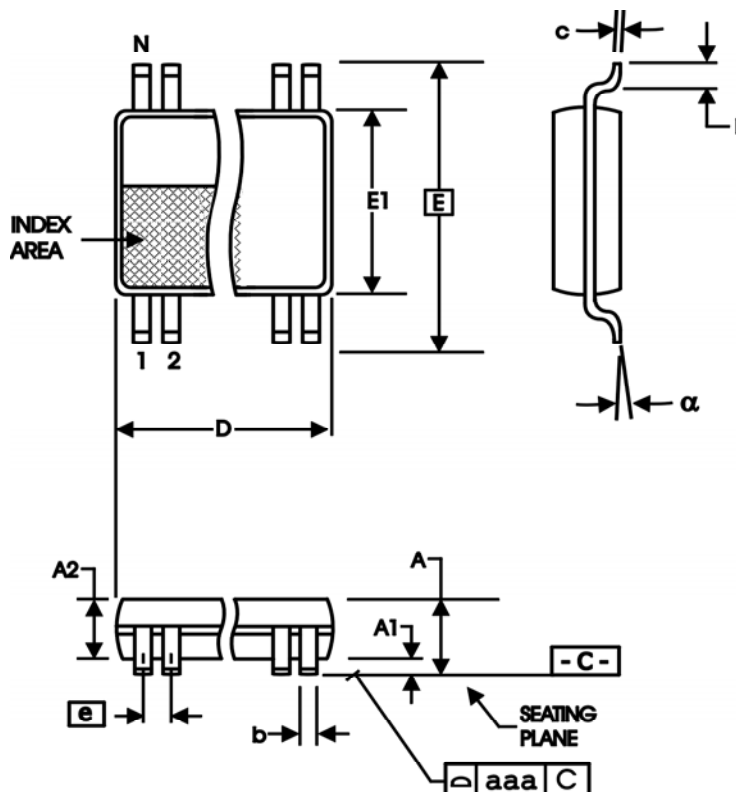 N
c
E1
E
INDEX
AREA
1 2
D
α
A2
A
A1
- C -
e
b
SEATING
PLANE
aaa C